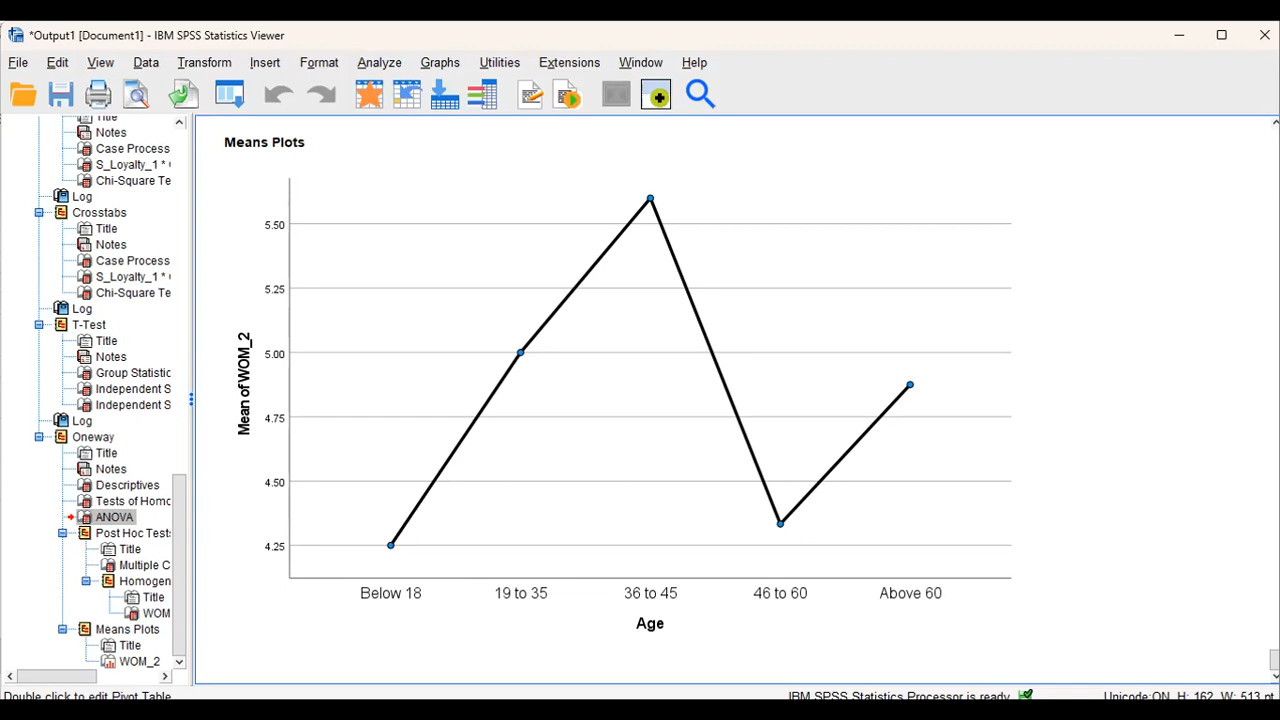 *Output1 [Document1] - IBM SPSS Statistics Viewer
File Edit View Data Transform Insert Format Analyze Graphs Utilities Extensions Window Help
Title
Notes
Case Process
S_Loyalty_1 *
Chi-Square Te
Log
Crosstabs
Title
Notes
Case Process
S_Loyalty_1 *
Chi-Square Te
Log
T-Test
Title
Notes
Group Statistic
Independent S
Independent S
Log
Oneway
Title
Notes
Descriptives
Tests of Homo
ANOVA
Post Hoc Test
Title
Multiple C
Homogen
Title
WOM
Means Plots
Title
WOM_2
Means Plots
5.50
5.25
5.00
4.75
4.50
4.25
Mean of WOM_2
Below 18 19 to 35 36 to 45 46 to 60 Above 60
Age
Double click to edit Pivot Table IBM SPSS Statistics Processor is ready Unicode:ON H: 162, W: 513 pt